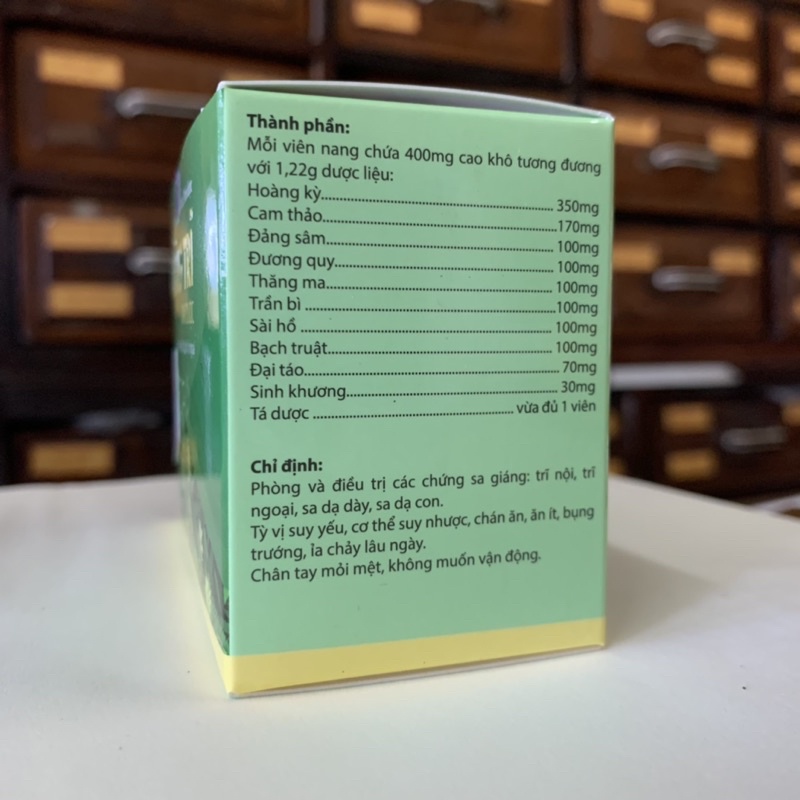 Thành phần:
Mỗi viên nang chứa 400mg cao khô tương đương
với 1,22g dược liệu:
Hoàng kỳ........................ 350mg
Cam thảo........................170mg
Đảng sâm........................ 100mg
Đương quy........................ 100mg
Thăng ma........................ 100mg
Trần bì ........................100mg
Sài hồ ........................ 100mg
Bạch truật........................ 100mg
Đại táo........................ 70mg
Sinh khương........................ 30mg
Tá dược ........................ vừa đủ 1 viên
Chỉ định:
Phòng và điều trị các chứng sa giáng: trĩ nội, trĩ
ngoại, sa dạ dày, sa dạ con.
Tỳ vị suy yếu, cơ thể suy nhược, chán ăn, ăn ít, bụng
trướng, ỉa chảy lâu ngày.
Chân tay mỏi mệt, không muốn vận động.